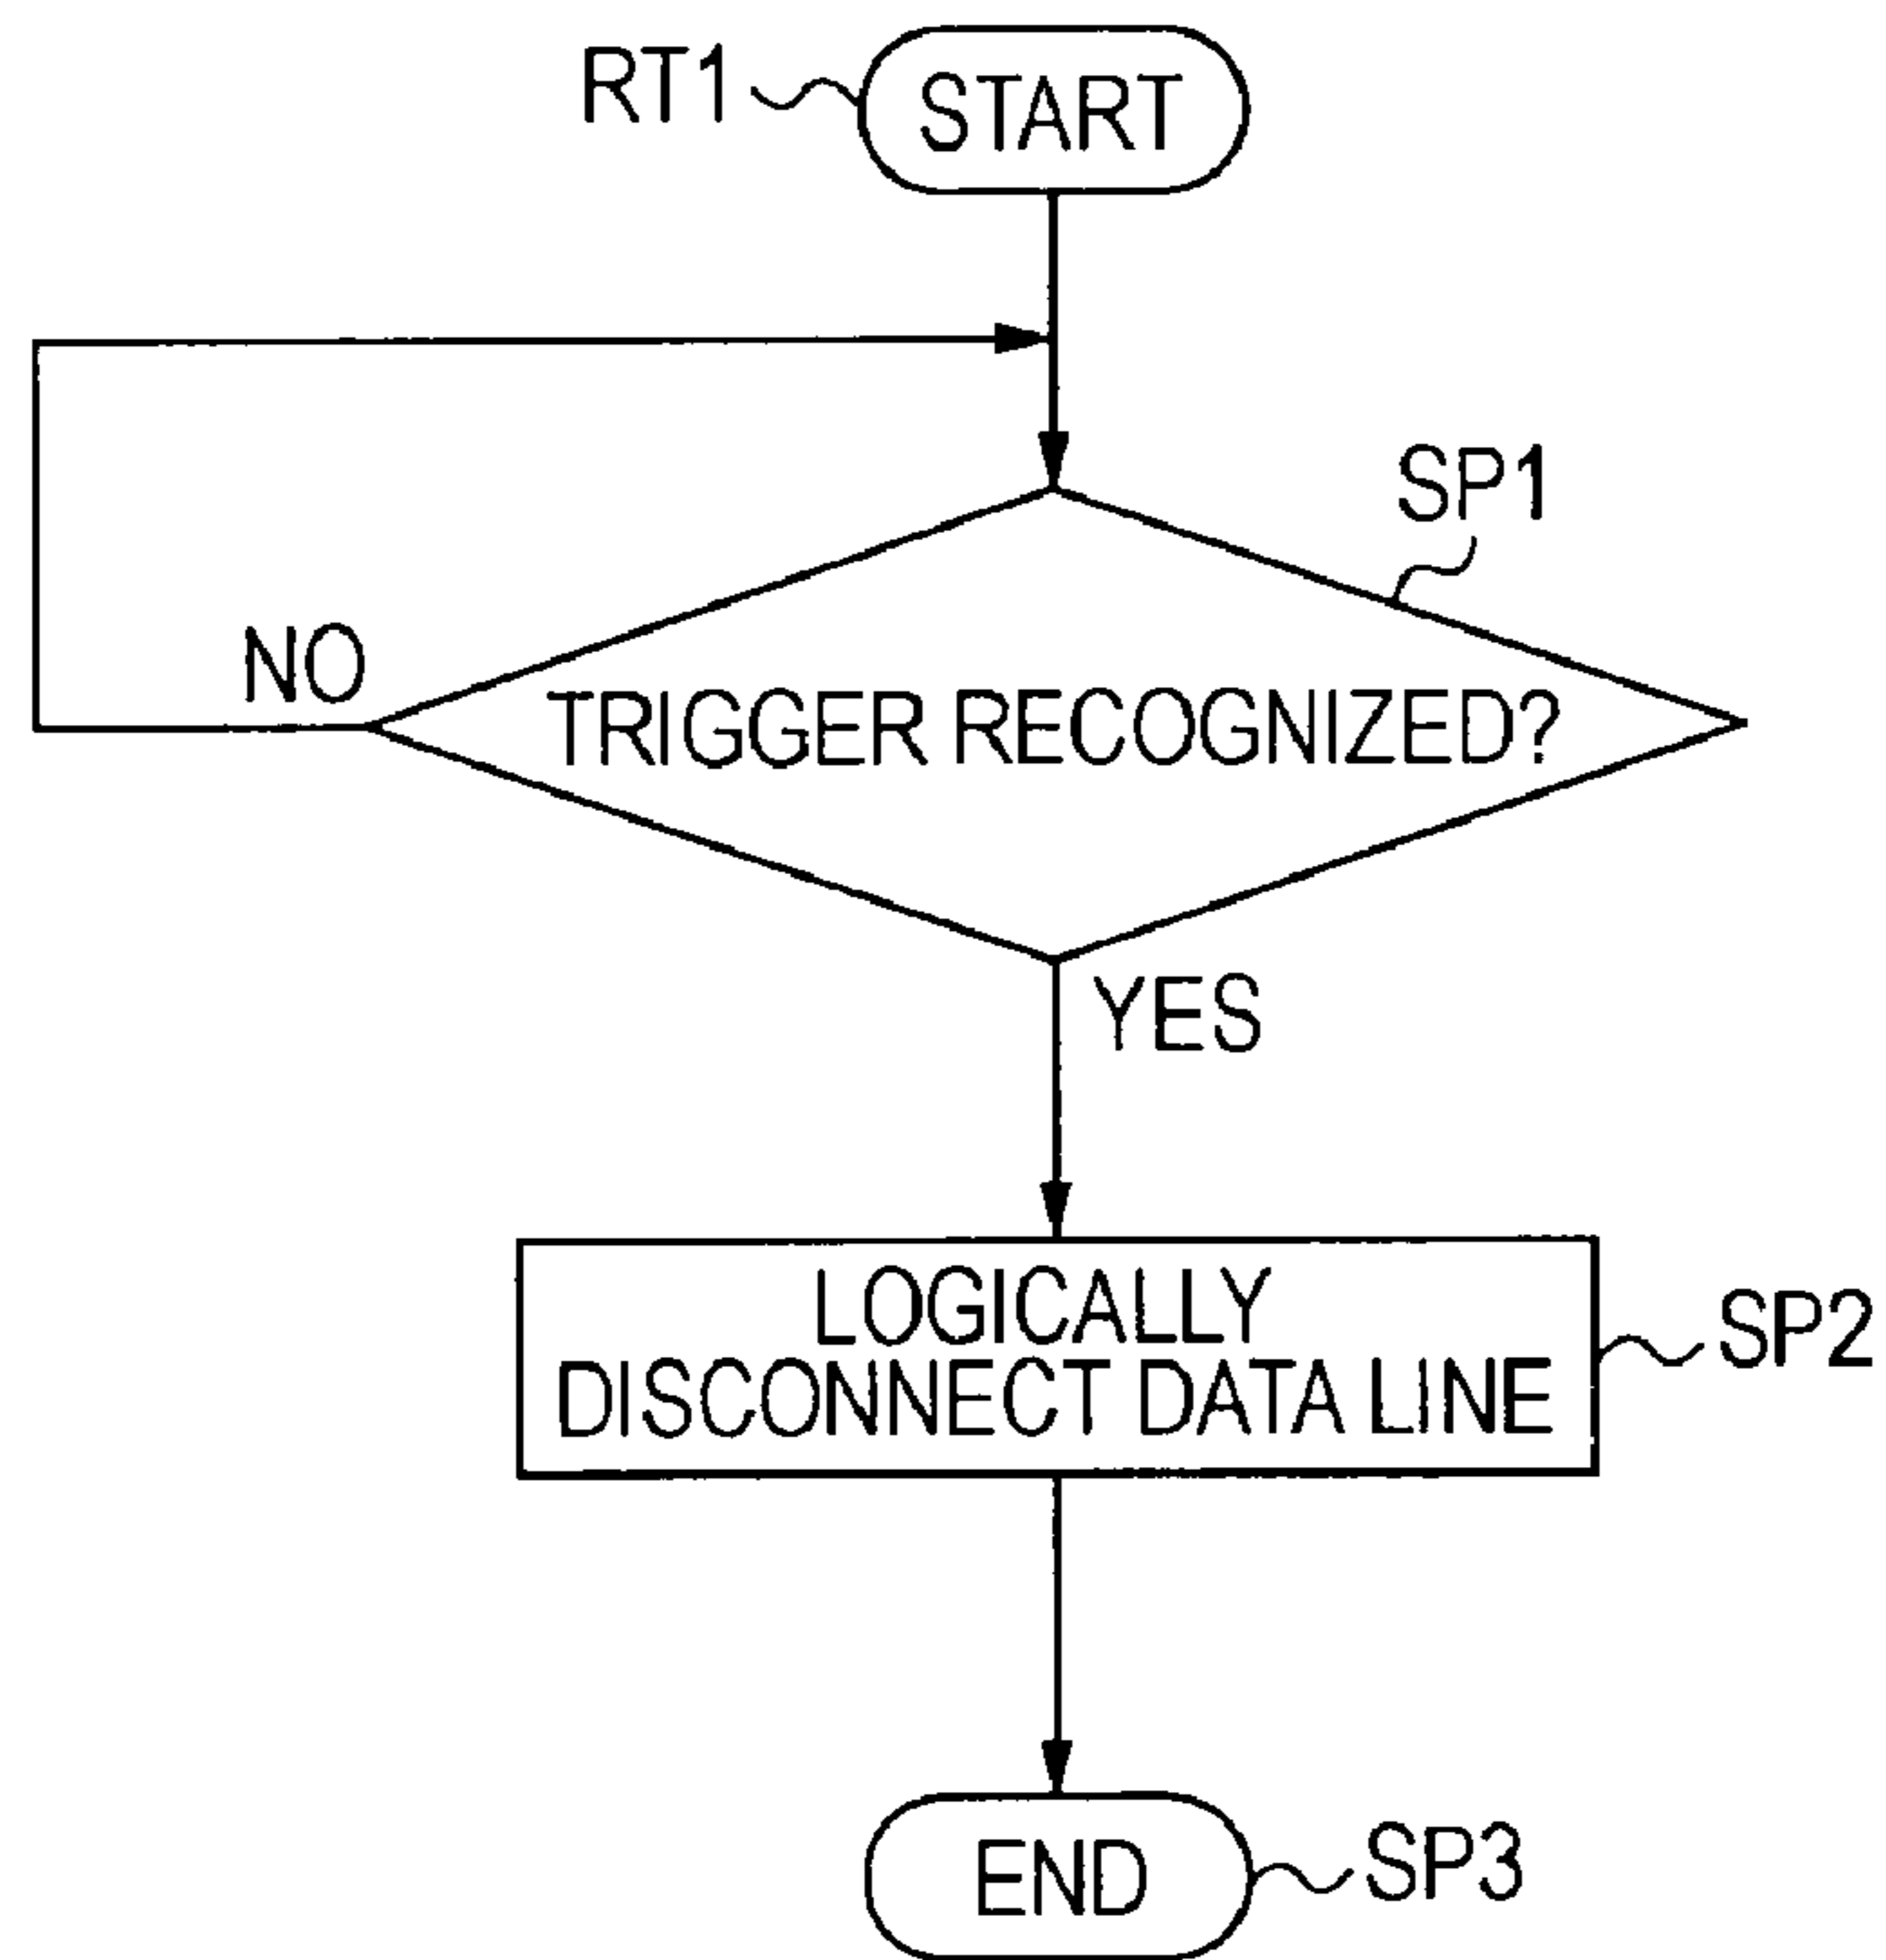 RT1
START
SP1
NO
TRIGGER RECOGNIZED?
YES
LOGICALLY
DISCONNECT DATA LINE
SP2
END
SP3